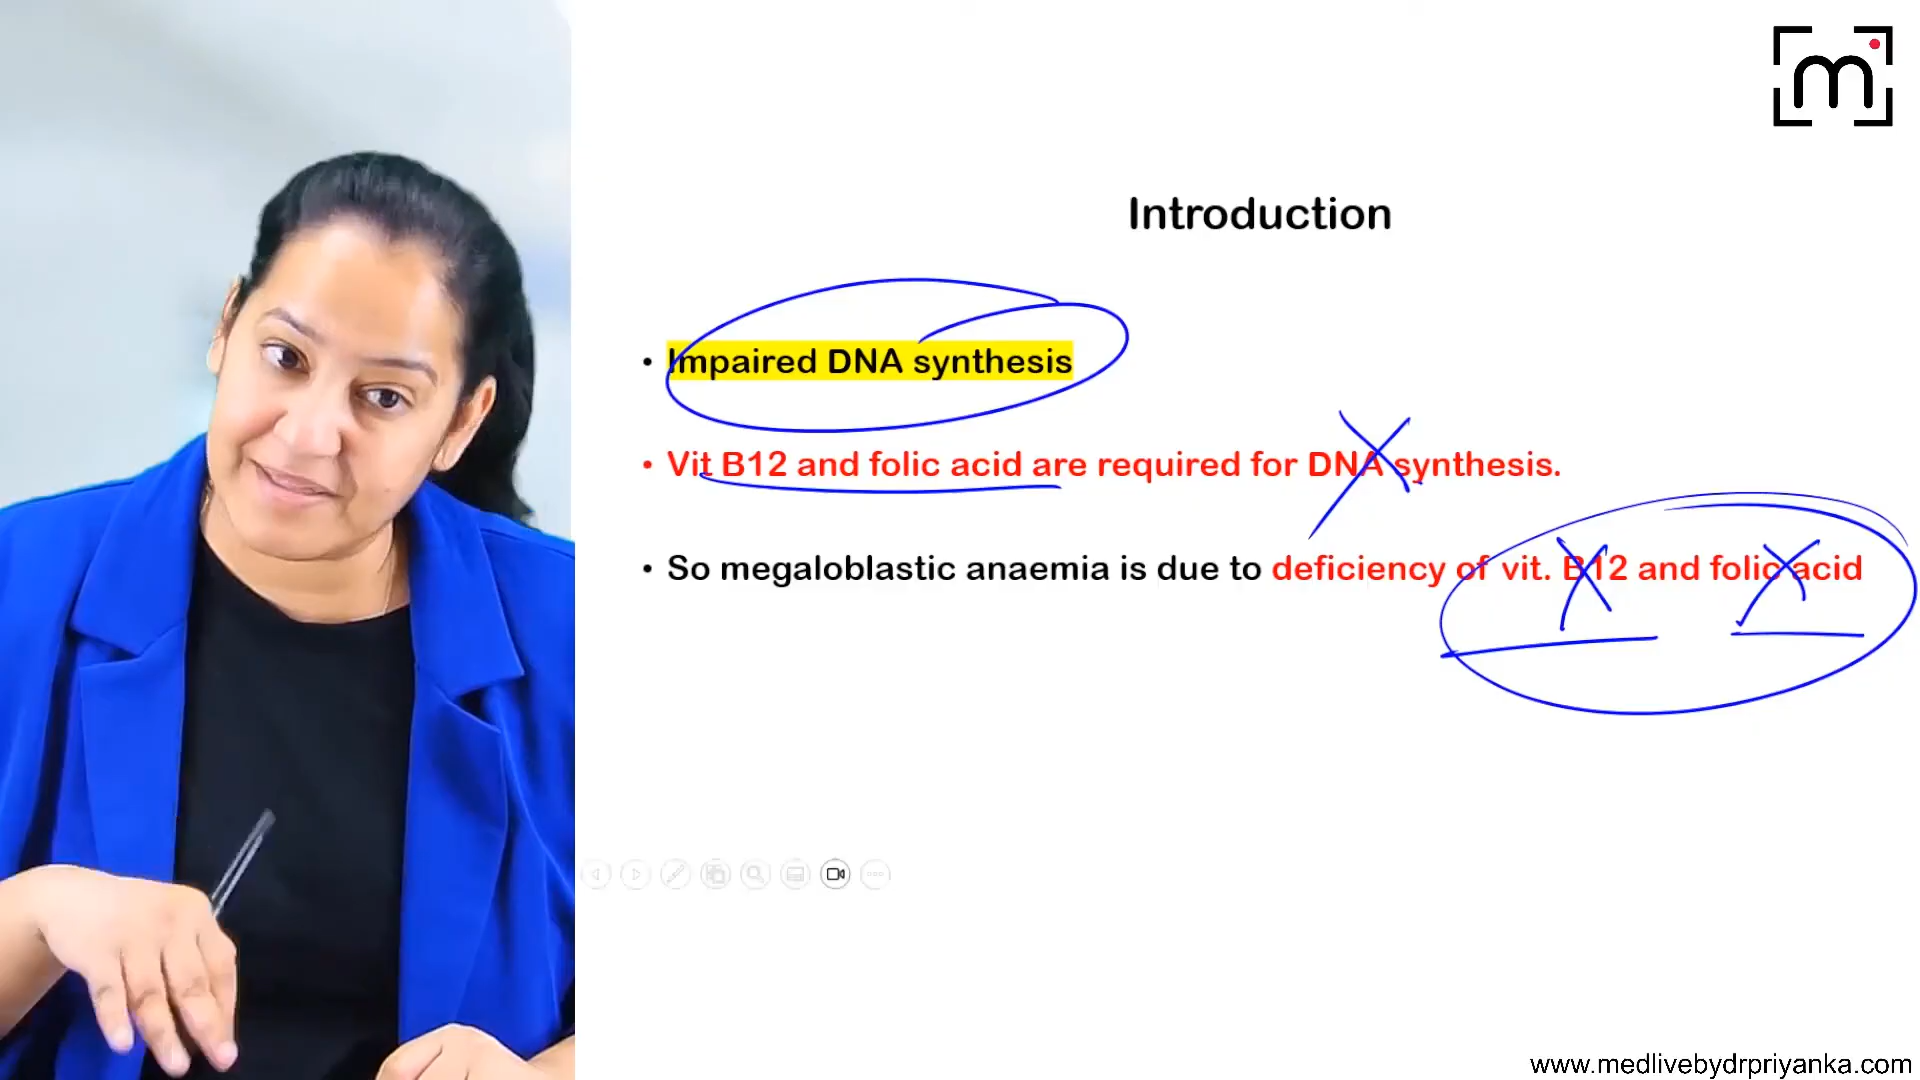 m
Introduction
• Impaired DNA synthesis
• Vit B12 and folic acid are required for DNA synthesis.
• So megaloblastic anaemia is due to deficiency of vit. B12 and folic acid
www.medlivebydrpriyanka.com